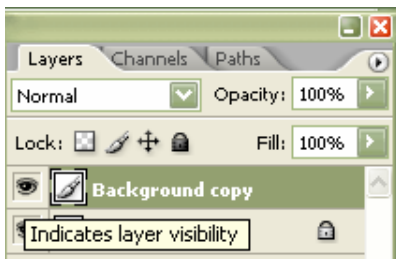 Layers Channels Paths
Normal Opacity: 100%
Lock: Fill: 100%
Background copy
Indicates layer visibility